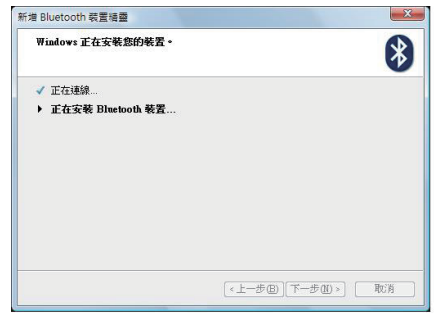 新增 Bluetooth 裝置精靈
Windows 正在安裝您的裝置。
正在連線...
正在安裝 Bluetooth 裝置...
<上一步(B) 下一步(N)> 取消